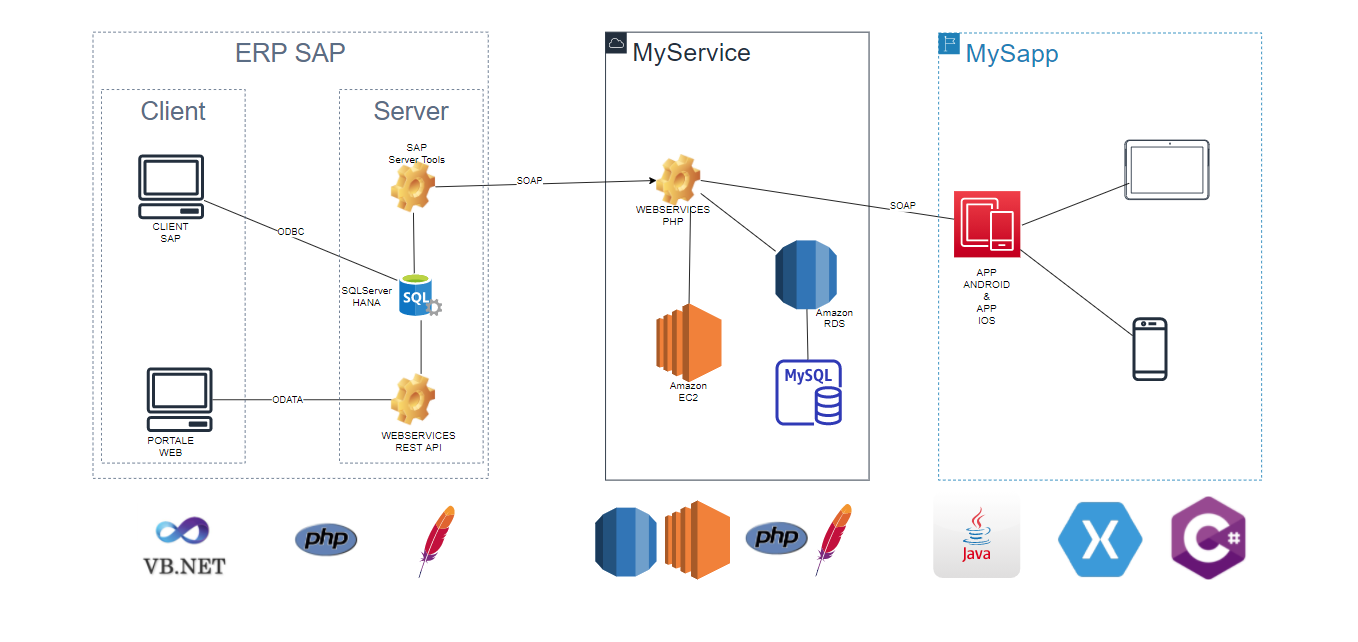 ERP SAP
Client
CLIENT
SAP
PORTALE
WEB
ODBC
ODATA
Server
SAP
Server Tools
SQLServer
HANA
SQL
WEBSERVICES
REST API
SOAP
MyService
WEBSERVICES
PHP
Amazon
EC2
Amazon
RDS
MySQL
SOAP
MySapp
APP
ANDROID
&
APP
IOS
VB.NET
php
php
Java
X
C#